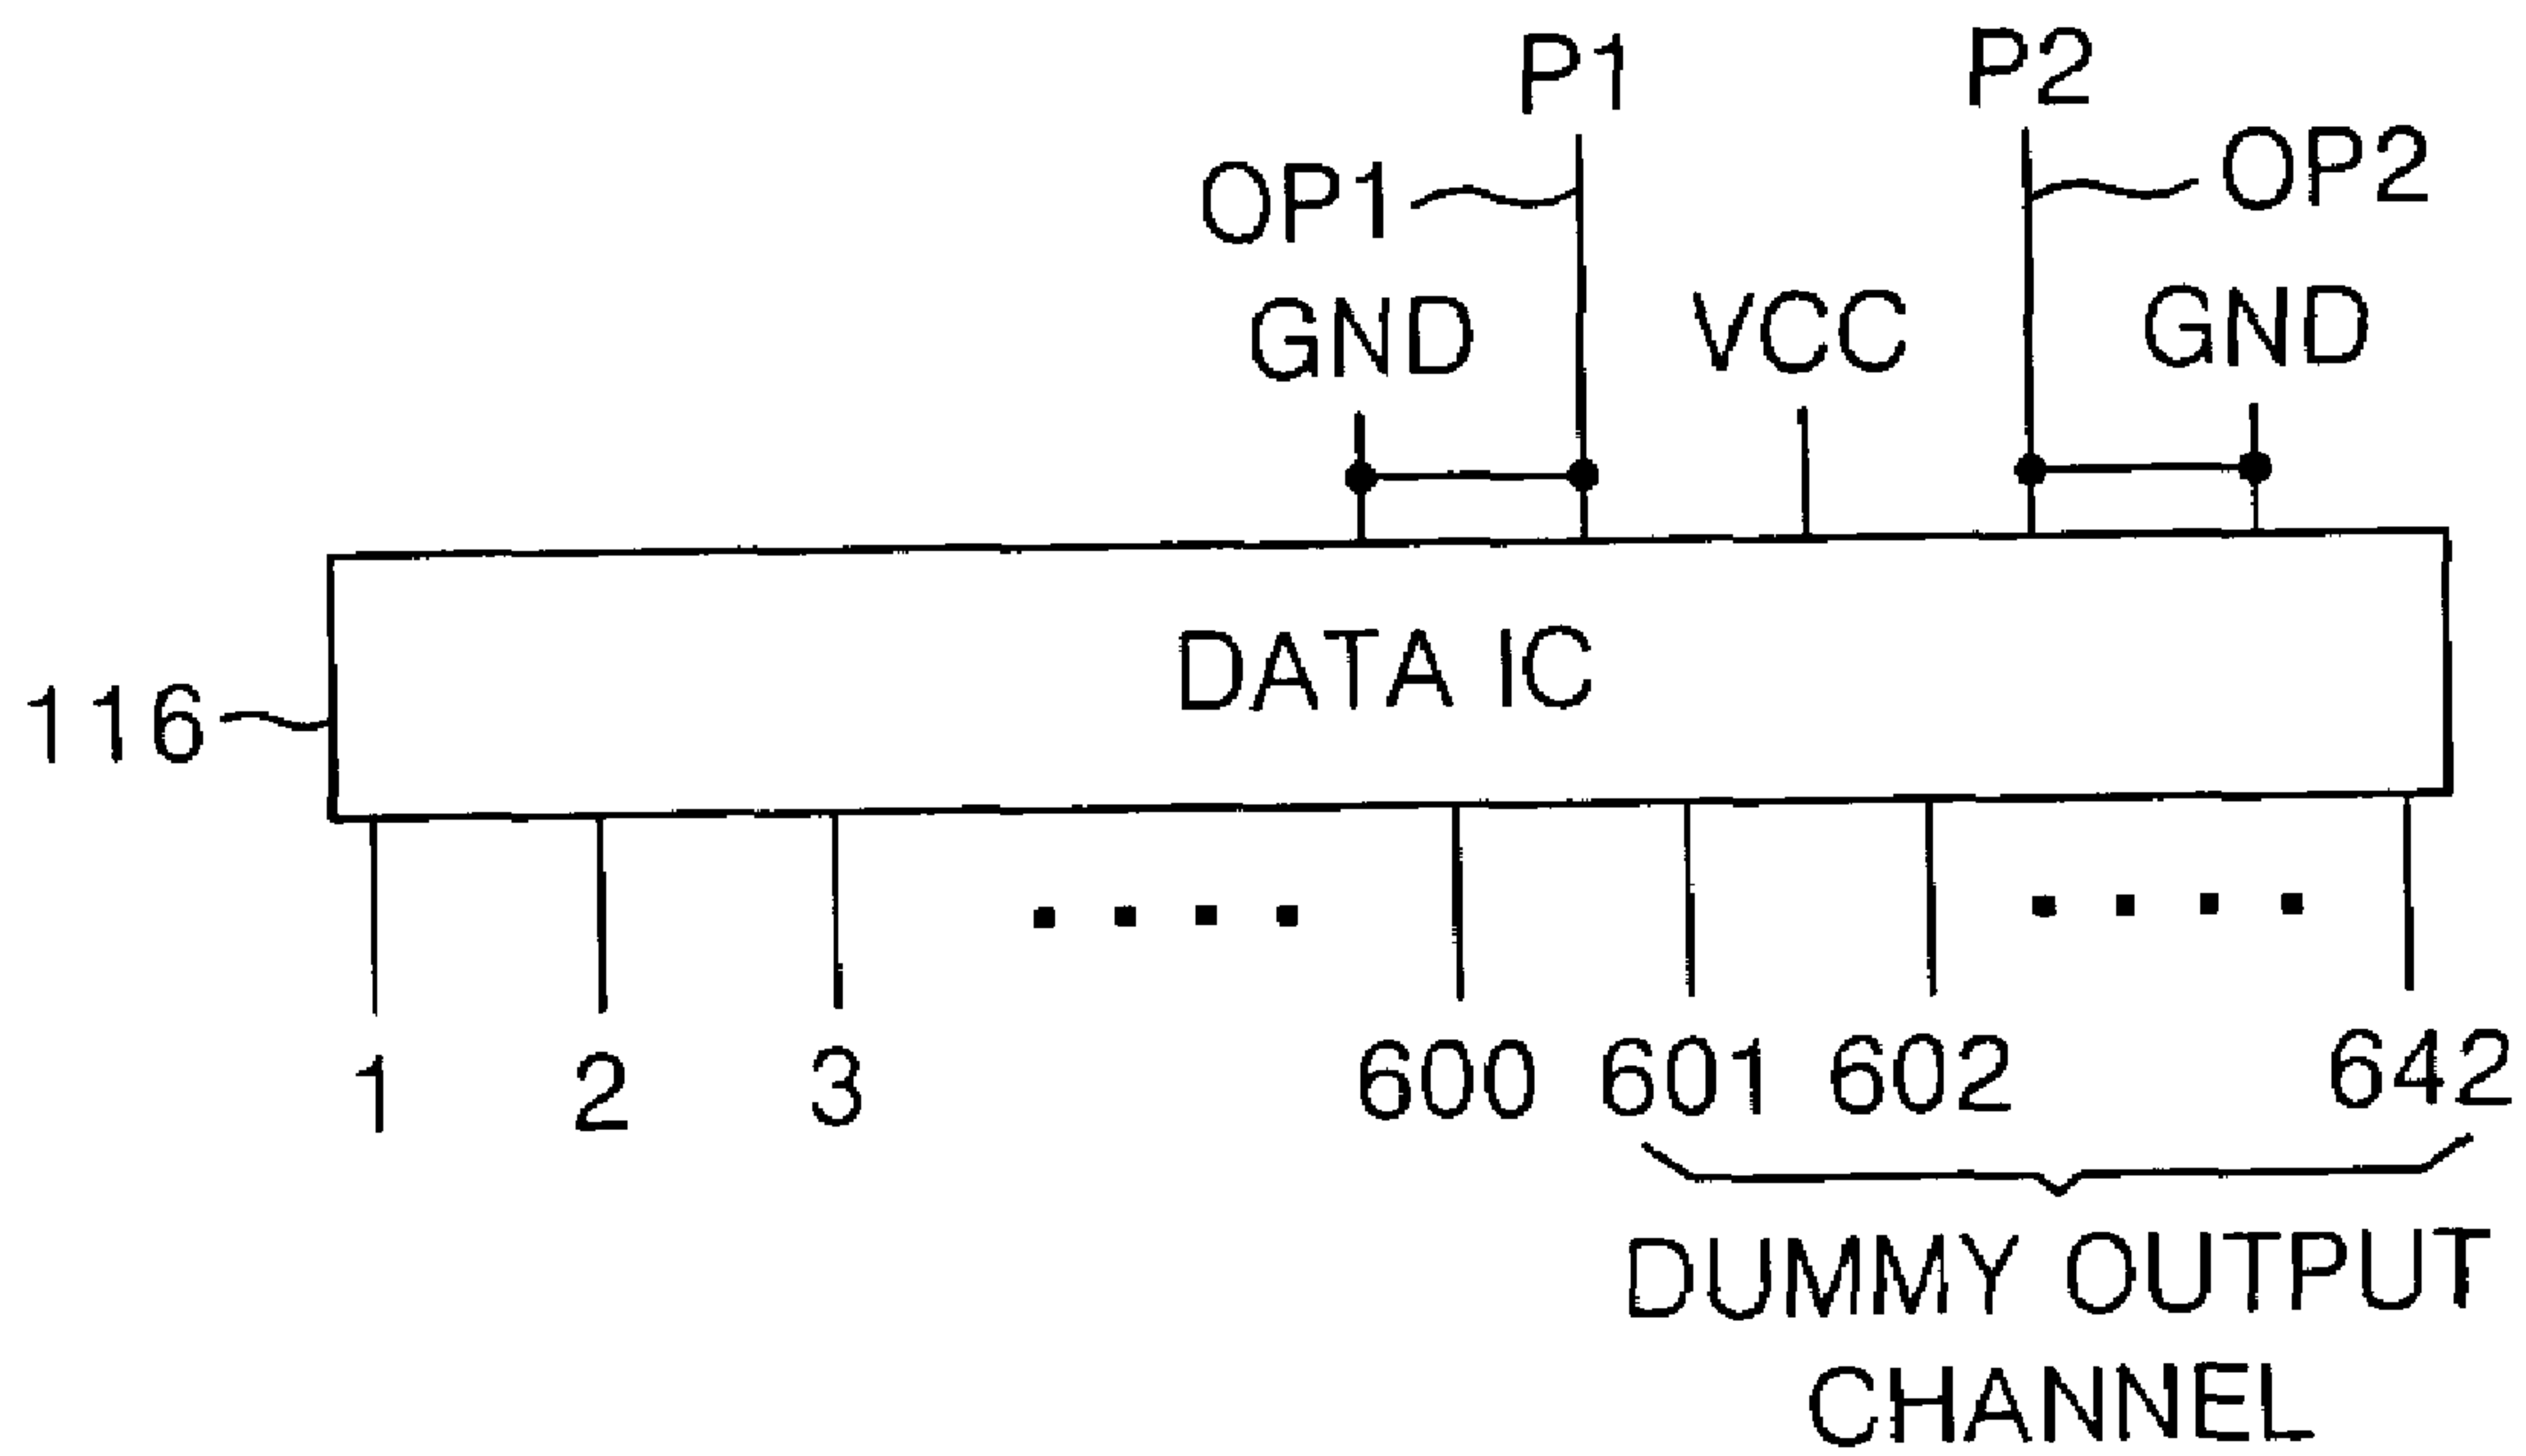 P1 P2
OP1 OP2
GND VCC GND
DATA IC
116
1 2 3 .... 600 601 602 .... 642
DUMMY OUTPUT
CHANNEL